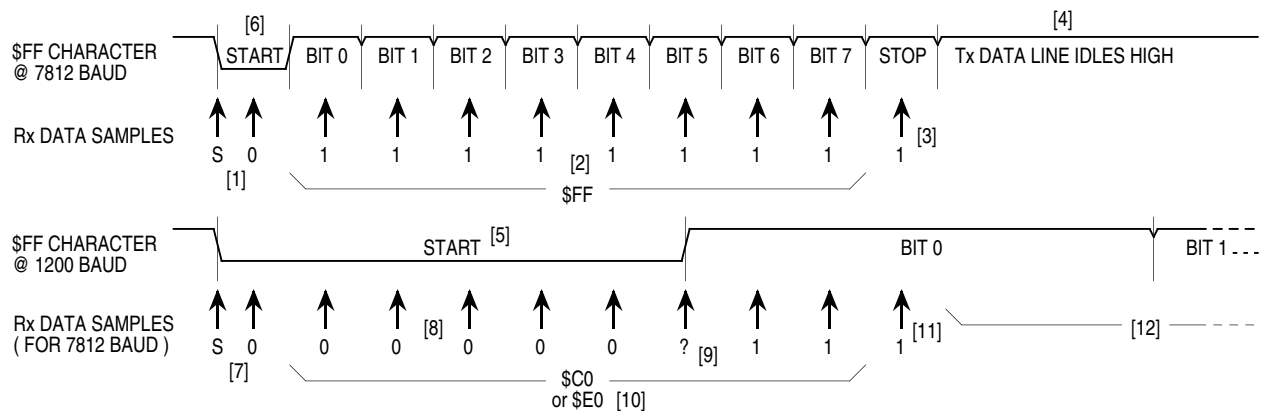 [6] [4]
$FF CHARACTER
@ 7812 BAUD
START BIT 0 BIT 1 BIT 2 BIT 3 BIT 4 BIT 5 BIT 6 BIT 7 STOP Tx DATA LINE IDLES HIGH
Rx DATA SAMPLES [3]
S 0 1 1 1 1 [2] 1 1 1 1 1
[1]
$FF
$FF CHARACTER
@ 1200 BAUD
START [5] BIT 0 BIT 1
Rx DATA SAMPLES
( FOR 7812 BAUD )
[8] [11] [12]
S 0 0 0 0 0 0 ? [9] 1 1 1
[7]
$C0
or $E0 [10]